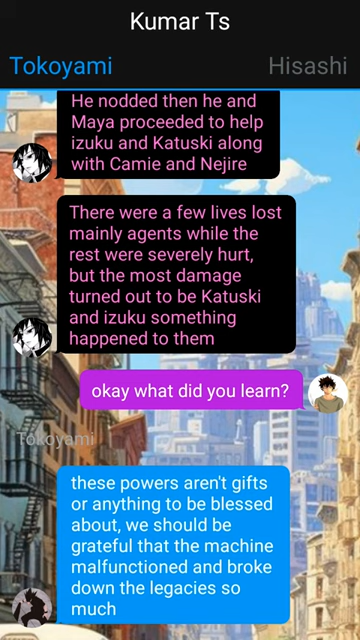 Kumar Ts
Tokoyami
Hisashi
He nodded then he and
Maya proceeded to help
izuku and Katuski along
with Camie and Nejire
There were a few lives lost
mainly agents while the
rest were severely hurt,
but the most damage
turned out to be Katuski
and izuku something
happened to them
okay what did you learn?
Tokoyami
these powers aren't gifts
or anything to be blessed
about, we should be
grateful that the machine
malfunctioned and broke
down the legacies so
much